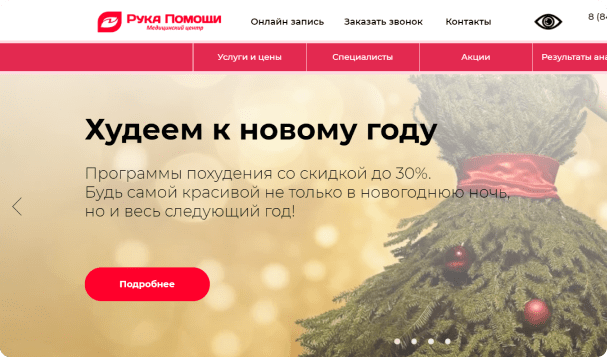 Рука Помощи
Медицинский центр
Онлайн запись
Заказать звонок
Контакты
8 (8
Услуги и цены
Специалисты
Акции
Результаты ана
Худеем к новому году
Программы похудения со скидкой до 30%.
Будь самой красивой не только в новогоднюю ночь,
но и весь следующий год!
Подробнее